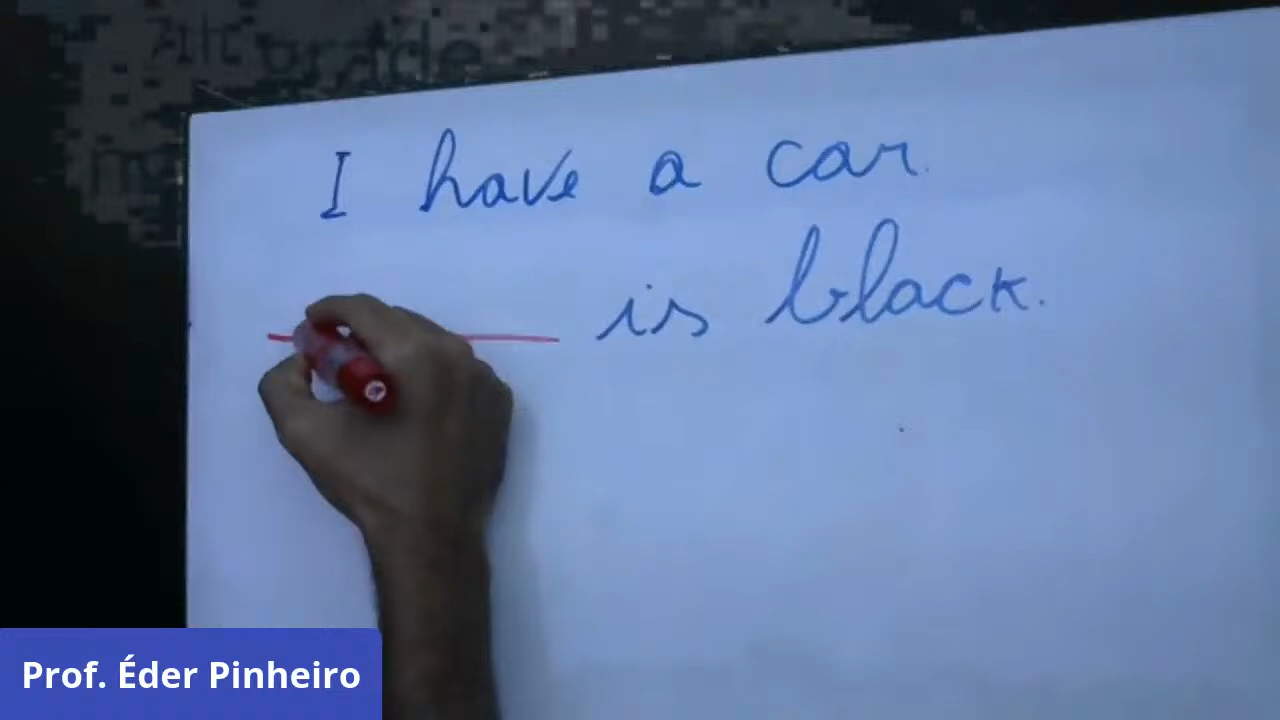 I have a car.
is black.
Prof. Éder Pinheiro